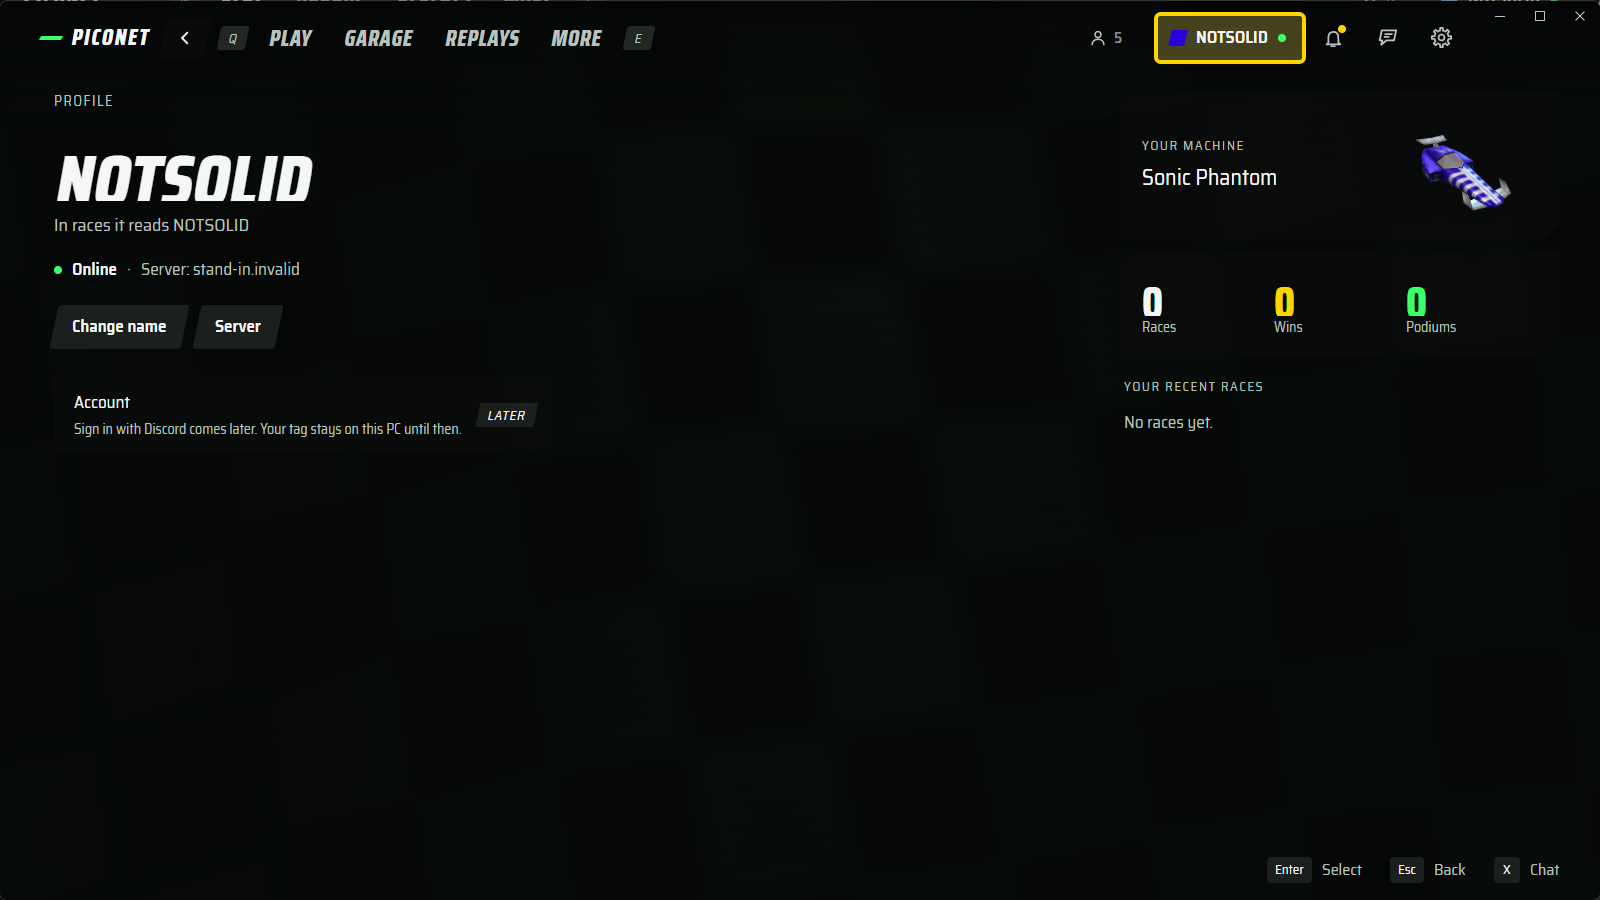 PICONET
Q
PLAY
GARAGE
REPLAYS
MORE
E
5
NOTSOLID
PROFILE
NOTSOLID
In races it reads NOTSOLID
Online · Server: stand-in.invalid
Change name
Server
Account
Sign in with Discord comes later. Your tag stays on this PC until then.
LATER
YOUR MACHINE
Sonic Phantom
0
Races
0
Wins
0
Podiums
YOUR RECENT RACES
No races yet.
Enter Select
Esc Back
X Chat